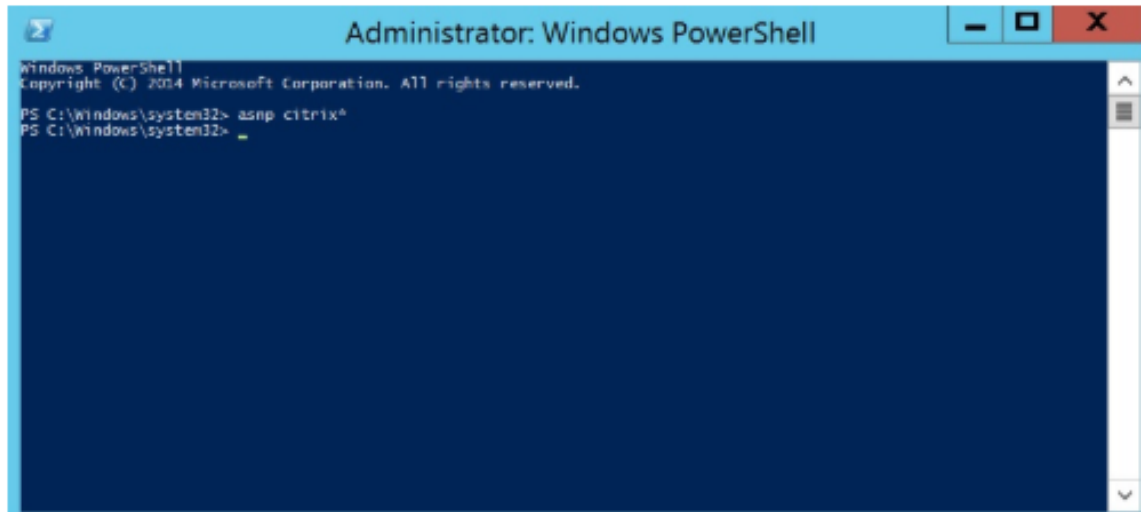 Administrator: Windows PowerShell
Windows PowerShell
Copyright (C) 2014 Microsoft Corporation. All rights reserved.
PS C:\Windows\system32> asnp citrix*
PS C:\Windows\system32> _